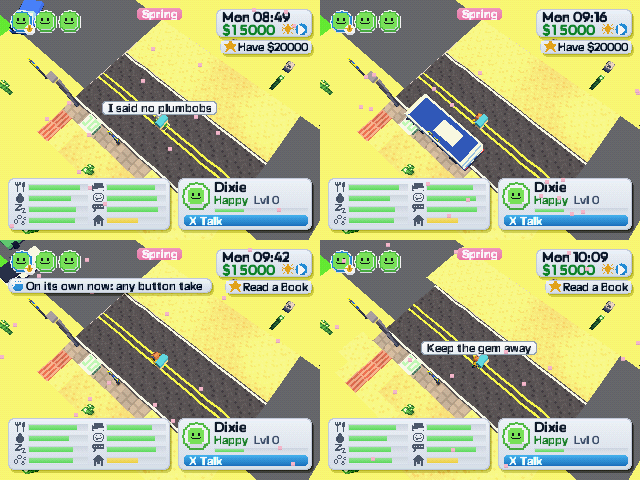 Spring
Mon 08:49
$15000
Have $20000
I said no plumbobs
Dixie
Happy Lvl 0
X Talk
Spring
Mon 09:16
$15000
Have $20000
Dixie
Happy Lvl 0
X Talk
Spring
Mon 09:42
$15000
On its own now: any button take
Read a Book
Dixie
Happy Lvl 0
X Talk
Spring
Mon 10:09
$15000
Read a Book
Keep the gem away
Dixie
Happy Lvl 0
X Talk